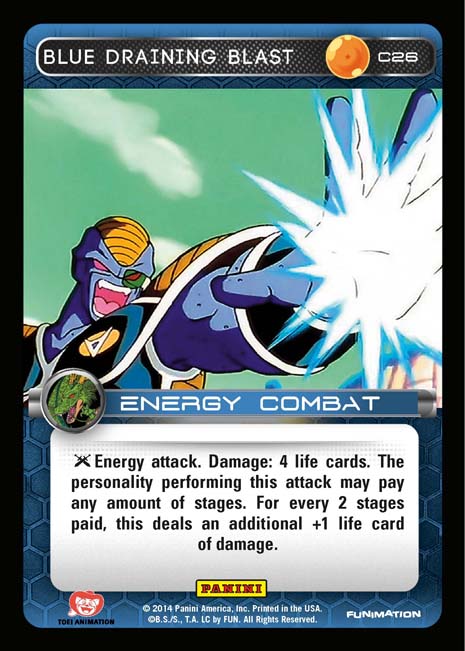 BLUE DRAINING BLAST
C26
ENERGY COMBAT
Energy attack. Damage: 4 life cards. The
personality performing this attack may pay
any amount of stages. For every 2 stages
paid, this deals an additional +1 life card
of damage.
PANINI
TOEI ANIMATION
© 2014 Panini America, Inc. Printed in the USA.
©B.S./S., T.A. LC by FUN. All Rights Reserved.
FUNIMATION